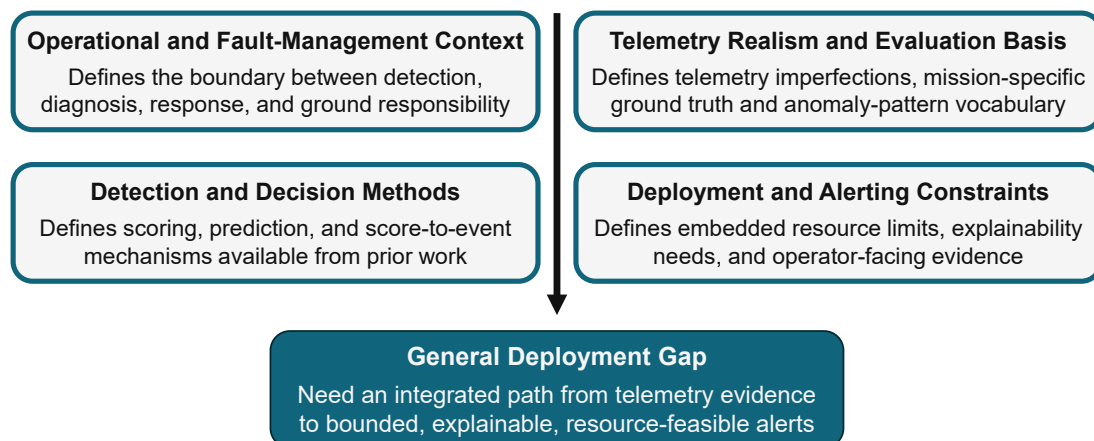 Operational and Fault-Management Context
Defines the boundary between detection,
diagnosis, response, and ground responsibility
Telemetry Realism and Evaluation Basis
Defines telemetry imperfections, mission-specific
ground truth and anomaly-pattern vocabulary
Detection and Decision Methods
Defines scoring, prediction, and score-to-event
mechanisms available from prior work
Deployment and Alerting Constraints
Defines embedded resource limits, explainability
needs, and operator-facing evidence
General Deployment Gap
Need an integrated path from telemetry evidence
to bounded, explainable, resource-feasible alerts